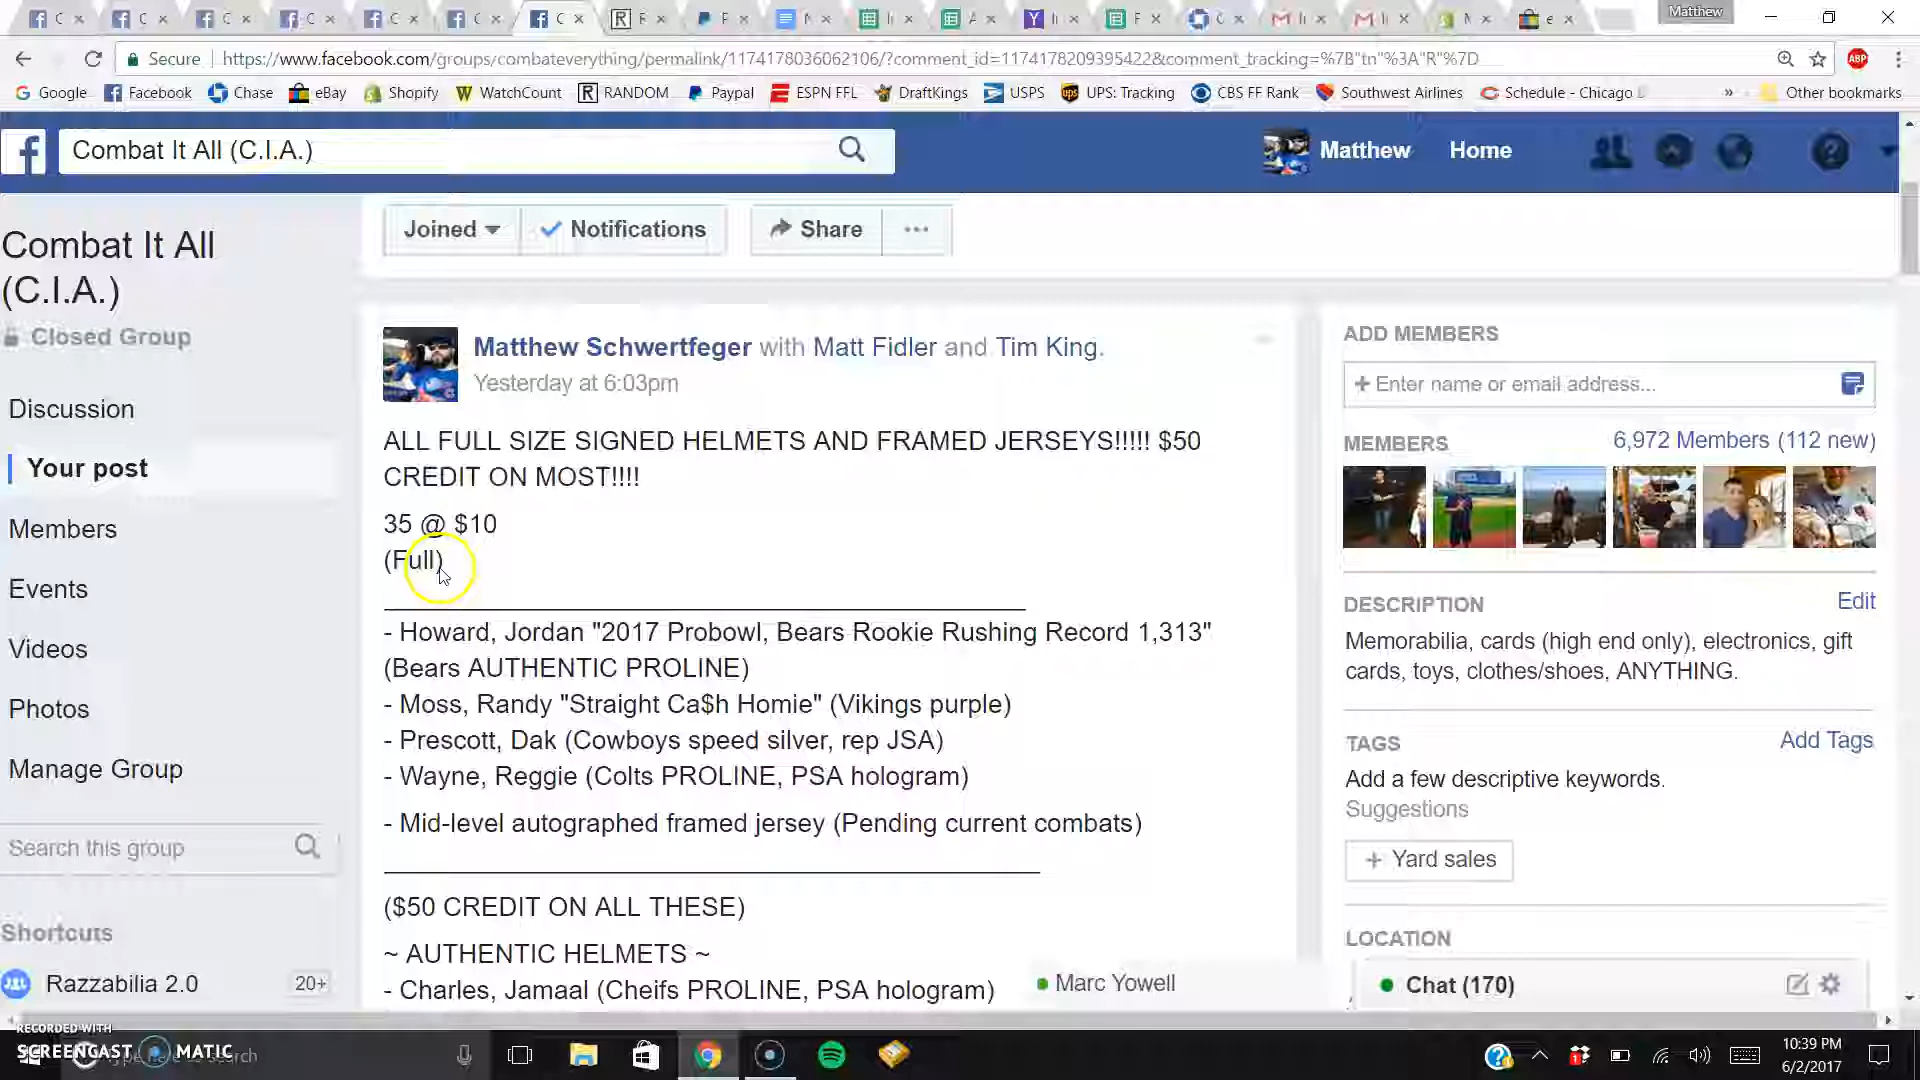 Matthew
Secure https://www.facebook.com/groups/combateverything/permalink/1174178036062106/?comment_id=1174178209395422&comment_tracking=%7B"tn"%3A"R"%7D
ABP
Google Facebook Chase eBay Shopify WatchCount RANDOM Paypal ESPN FFL DraftKings USPS UPS: Tracking CBS FF Rank Southwest Airlines Schedule - Chicago » Other bookmarks
Combat It All (C.I.A.)
Matthew Home
Combat It All
(C.I.A.)
Closed Group
Discussion
Your post
Members
Events
Videos
Photos
Manage Group
Search this group
Shortcuts
Razzabilia 2.0 20+
Joined Notifications Share ...
Matthew Schwertfeger with Matt Fidler and Tim King.
Yesterday at 6:03pm
ALL FULL SIZE SIGNED HELMETS AND FRAMED JERSEYS!!!!! $50
CREDIT ON MOST!!!!
35 @ $10
(Full)
- Howard, Jordan "2017 Probowl, Bears Rookie Rushing Record 1,313"
(Bears AUTHENTIC PROLINE)
- Moss, Randy "Straight Ca$h Homie" (Vikings purple)
- Prescott, Dak (Cowboys speed silver, rep JSA)
- Wayne, Reggie (Colts PROLINE, PSA hologram)
- Mid-level autographed framed jersey (Pending current combats)
($50 CREDIT ON ALL THESE)
~ AUTHENTIC HELMETS ~
- Charles, Jamaal (Cheifs PROLINE, PSA hologram)
Marc Yowell
ADD MEMBERS
+ Enter name or email address...
MEMBERS 6,972 Members (112 new)
DESCRIPTION Edit
Memorabilia, cards (high end only), electronics, gift
cards, toys, clothes/shoes, ANYTHING.
TAGS Add Tags
Add a few descriptive keywords.
Suggestions
+ Yard sales
LOCATION
Chat (170)
RECORDED WITH
SCREENCAST MATIC
search
10:39 PM
6/2/2017